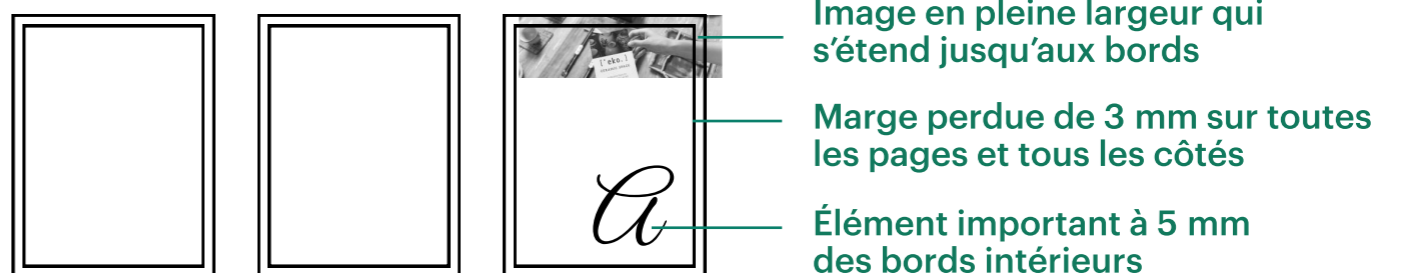 Image en pleine largeur qui
s’étend jusqu’aux bords
Marge perdue de 3 mm sur toutes
les pages et tous les côtés
Élément important à 5 mm
des bords intérieurs
['eko.]
a